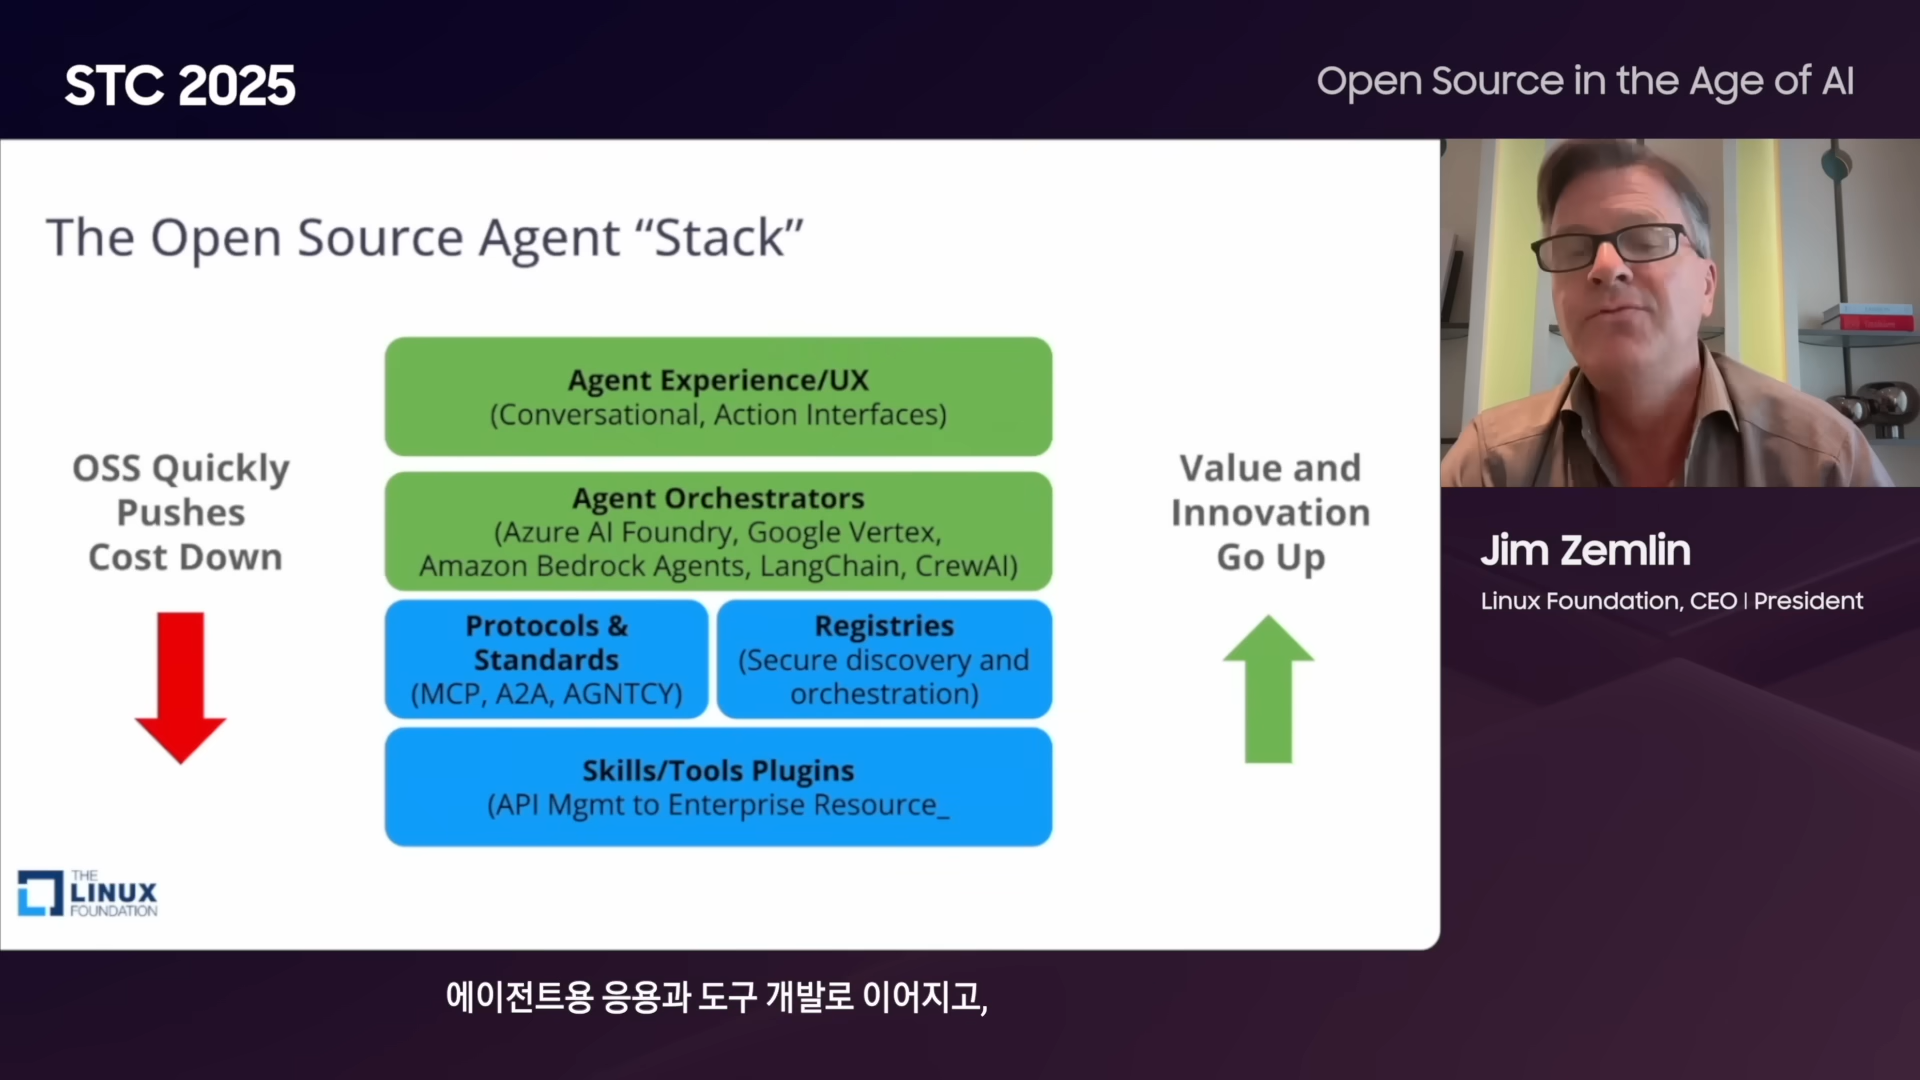 STC 2025
Open Source in the Age of AI
The Open Source Agent “Stack”
OSS Quickly
Pushes
Cost Down
Agent Experience/UX
(Conversational, Action Interfaces)
Agent Orchestrators
(Azure AI Foundry, Google Vertex,
Amazon Bedrock Agents, LangChain, CrewAI)
Protocols &
Standards
(MCP, A2A, AGNTCY)
Registries
(Secure discovery and
orchestration)
Skills/Tools Plugins
(API Mgmt to Enterprise Resource_
Value and
Innovation
Go Up
THE
LINUX
FOUNDATION
Jim Zemlin
Linux Foundation, CEO | President
에이전트용 응용과 도구 개발로 이어지고,